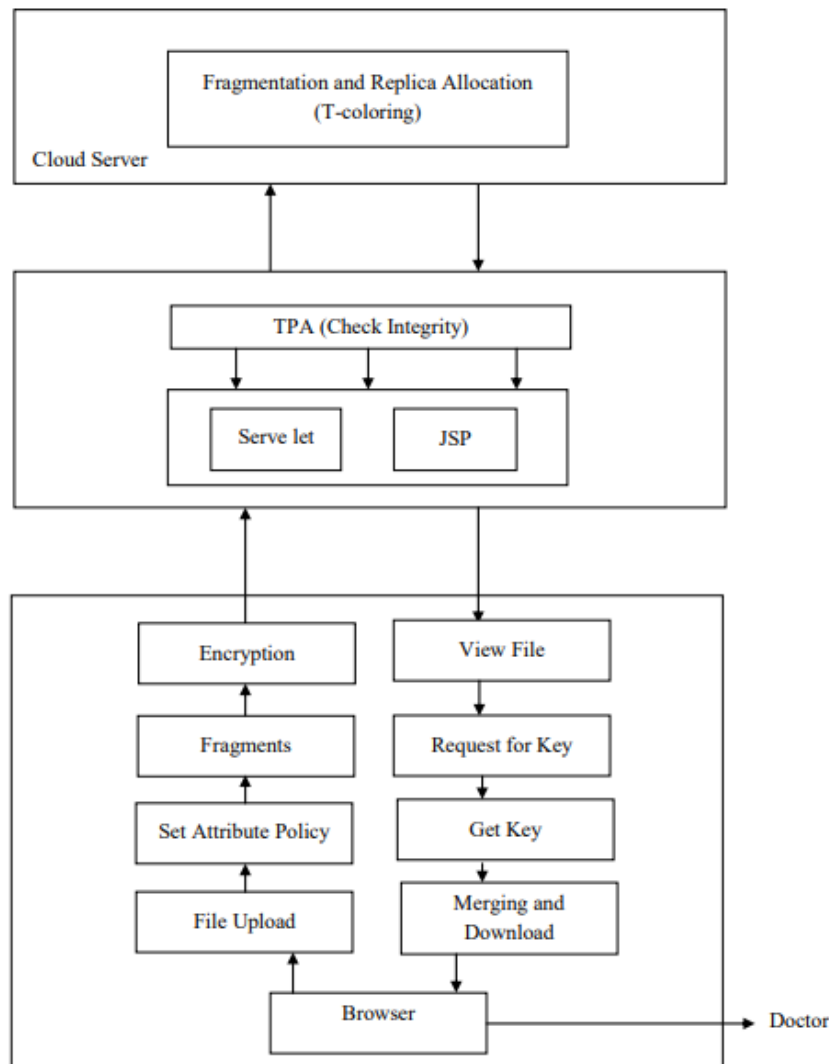 Fragmentation and Replica Allocation
(T-coloring)
Cloud Server
TPA (Check Integrity)
Serve let
JSP
Encryption
View File
Fragments
Request for Key
Set Attribute Policy
Get Key
File Upload
Merging and
Download
Browser
Doctor